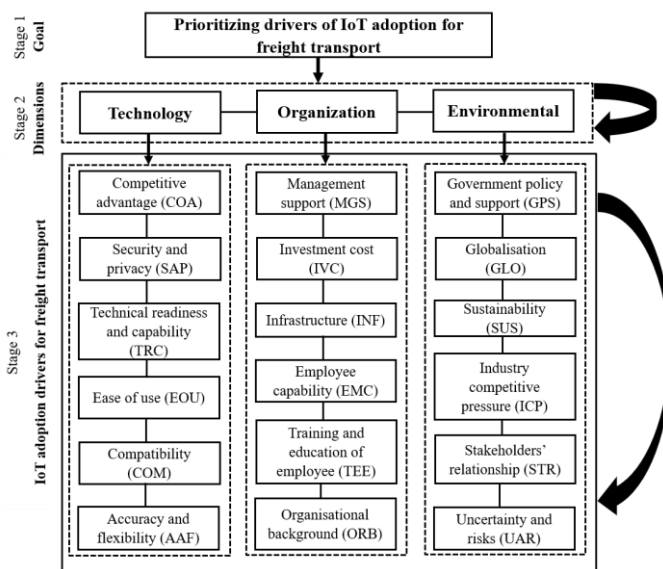 Stage 1
Goal
Prioritizing drivers of IoT adoption for
freight transport
Stage 2
Dimensions
Technology
Organization
Environmental
Stage 3
IoT adoption drivers for freight transport
Competitive
advantage (COA)
Security and
privacy (SAP)
Technical readiness
and capability
(TRC)
Ease of use (EOU)
Compatibility
(COM)
Accuracy and
flexibility (AAF)
Management
support (MGS)
Investment cost
(IVC)
Infrastructure (INF)
Employee
capability (EMC)
Training and
education of
employee (TEE)
Organisational
background (ORB)
Government policy
and support (GPS)
Globalisation
(GLO)
Sustainability
(SUS)
Industry
competitive
pressure (ICP)
Stakeholders'
relationship (STR)
Uncertainty and
risks (UAR)